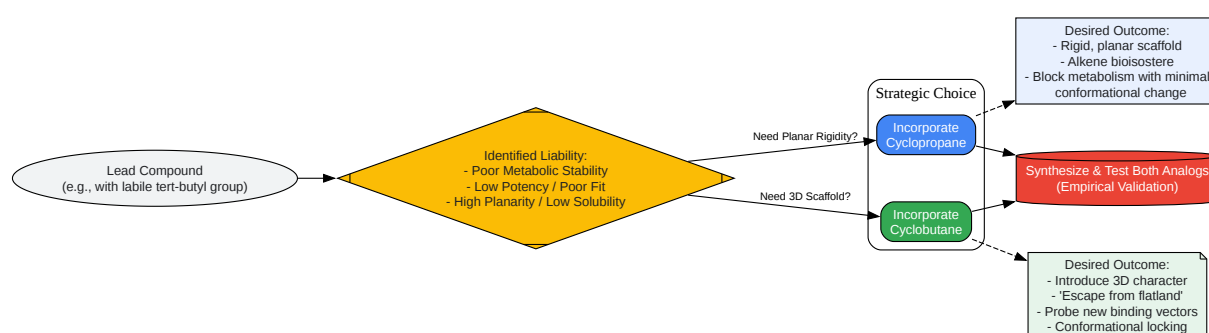 Lead Compound
(e.g., with labile tert-butyl group)
Identified Liability:
- Poor Metabolic Stability
- Low Potency / Poor Fit
- High Planarity / Low Solubility
Need Planar Rigidity?
Need 3D Scaffold?
Strategic Choice
Incorporate
Cyclopropane
Incorporate
Cyclobutane
Desired Outcome:
- Rigid, planar scaffold
- Alkene bioisostere
- Block metabolism with minimal
conformational change
Synthesize & Test Both Analogs
(Empirical Validation)
Desired Outcome:
- Introduce 3D character
- 'Escape from flatland'
- Probe new binding vectors
- Conformational locking